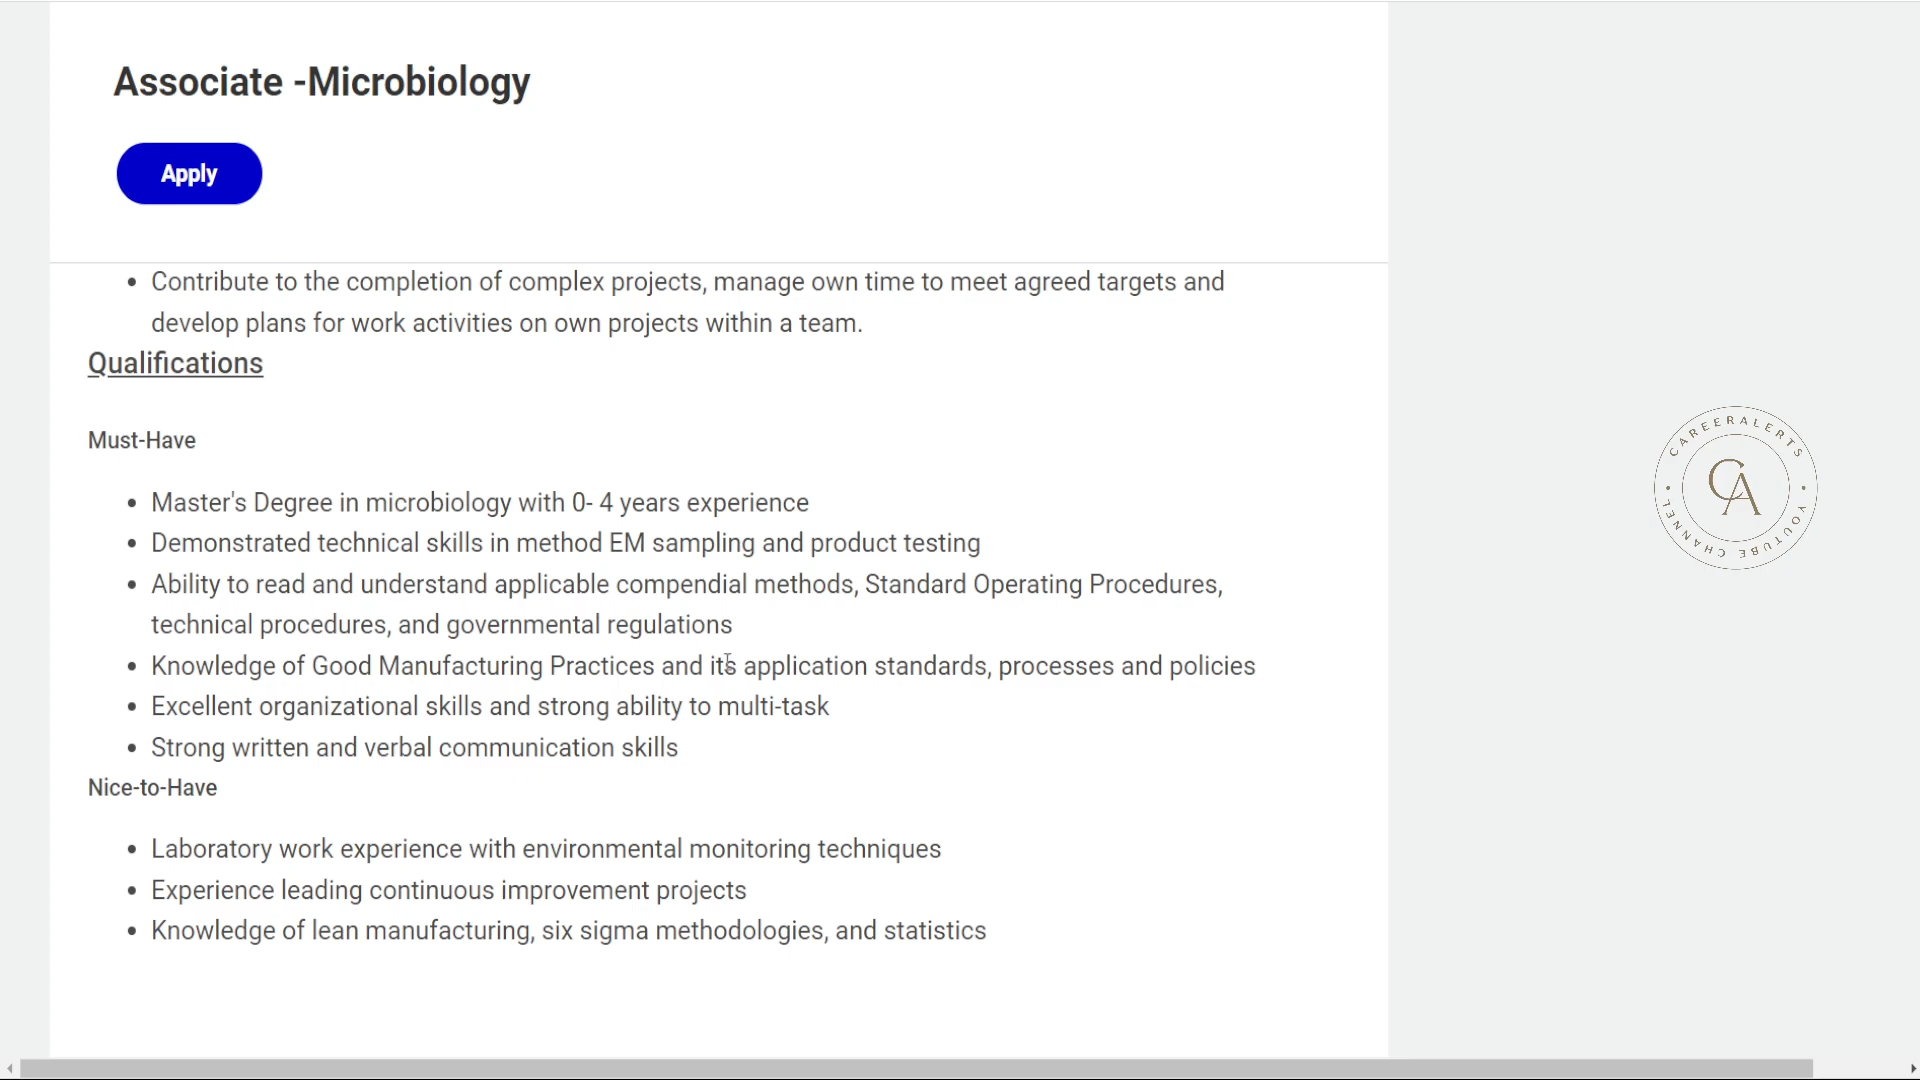 Associate -Microbiology
Apply
• Contribute to the completion of complex projects, manage own time to meet agreed targets and
develop plans for work activities on own projects within a team.
Qualifications
Must-Have
• Master's Degree in microbiology with 0- 4 years experience
• Demonstrated technical skills in method EM sampling and product testing
• Ability to read and understand applicable compendial methods, Standard Operating Procedures,
technical procedures, and governmental regulations
• Knowledge of Good Manufacturing Practices and its application standards, processes and policies
• Excellent organizational skills and strong ability to multi-task
• Strong written and verbal communication skills
Nice-to-Have
• Laboratory work experience with environmental monitoring techniques
• Experience leading continuous improvement projects
• Knowledge of lean manufacturing, six sigma methodologies, and statistics
CAREERALERTS
CA
YOUTUBE CHANNEL